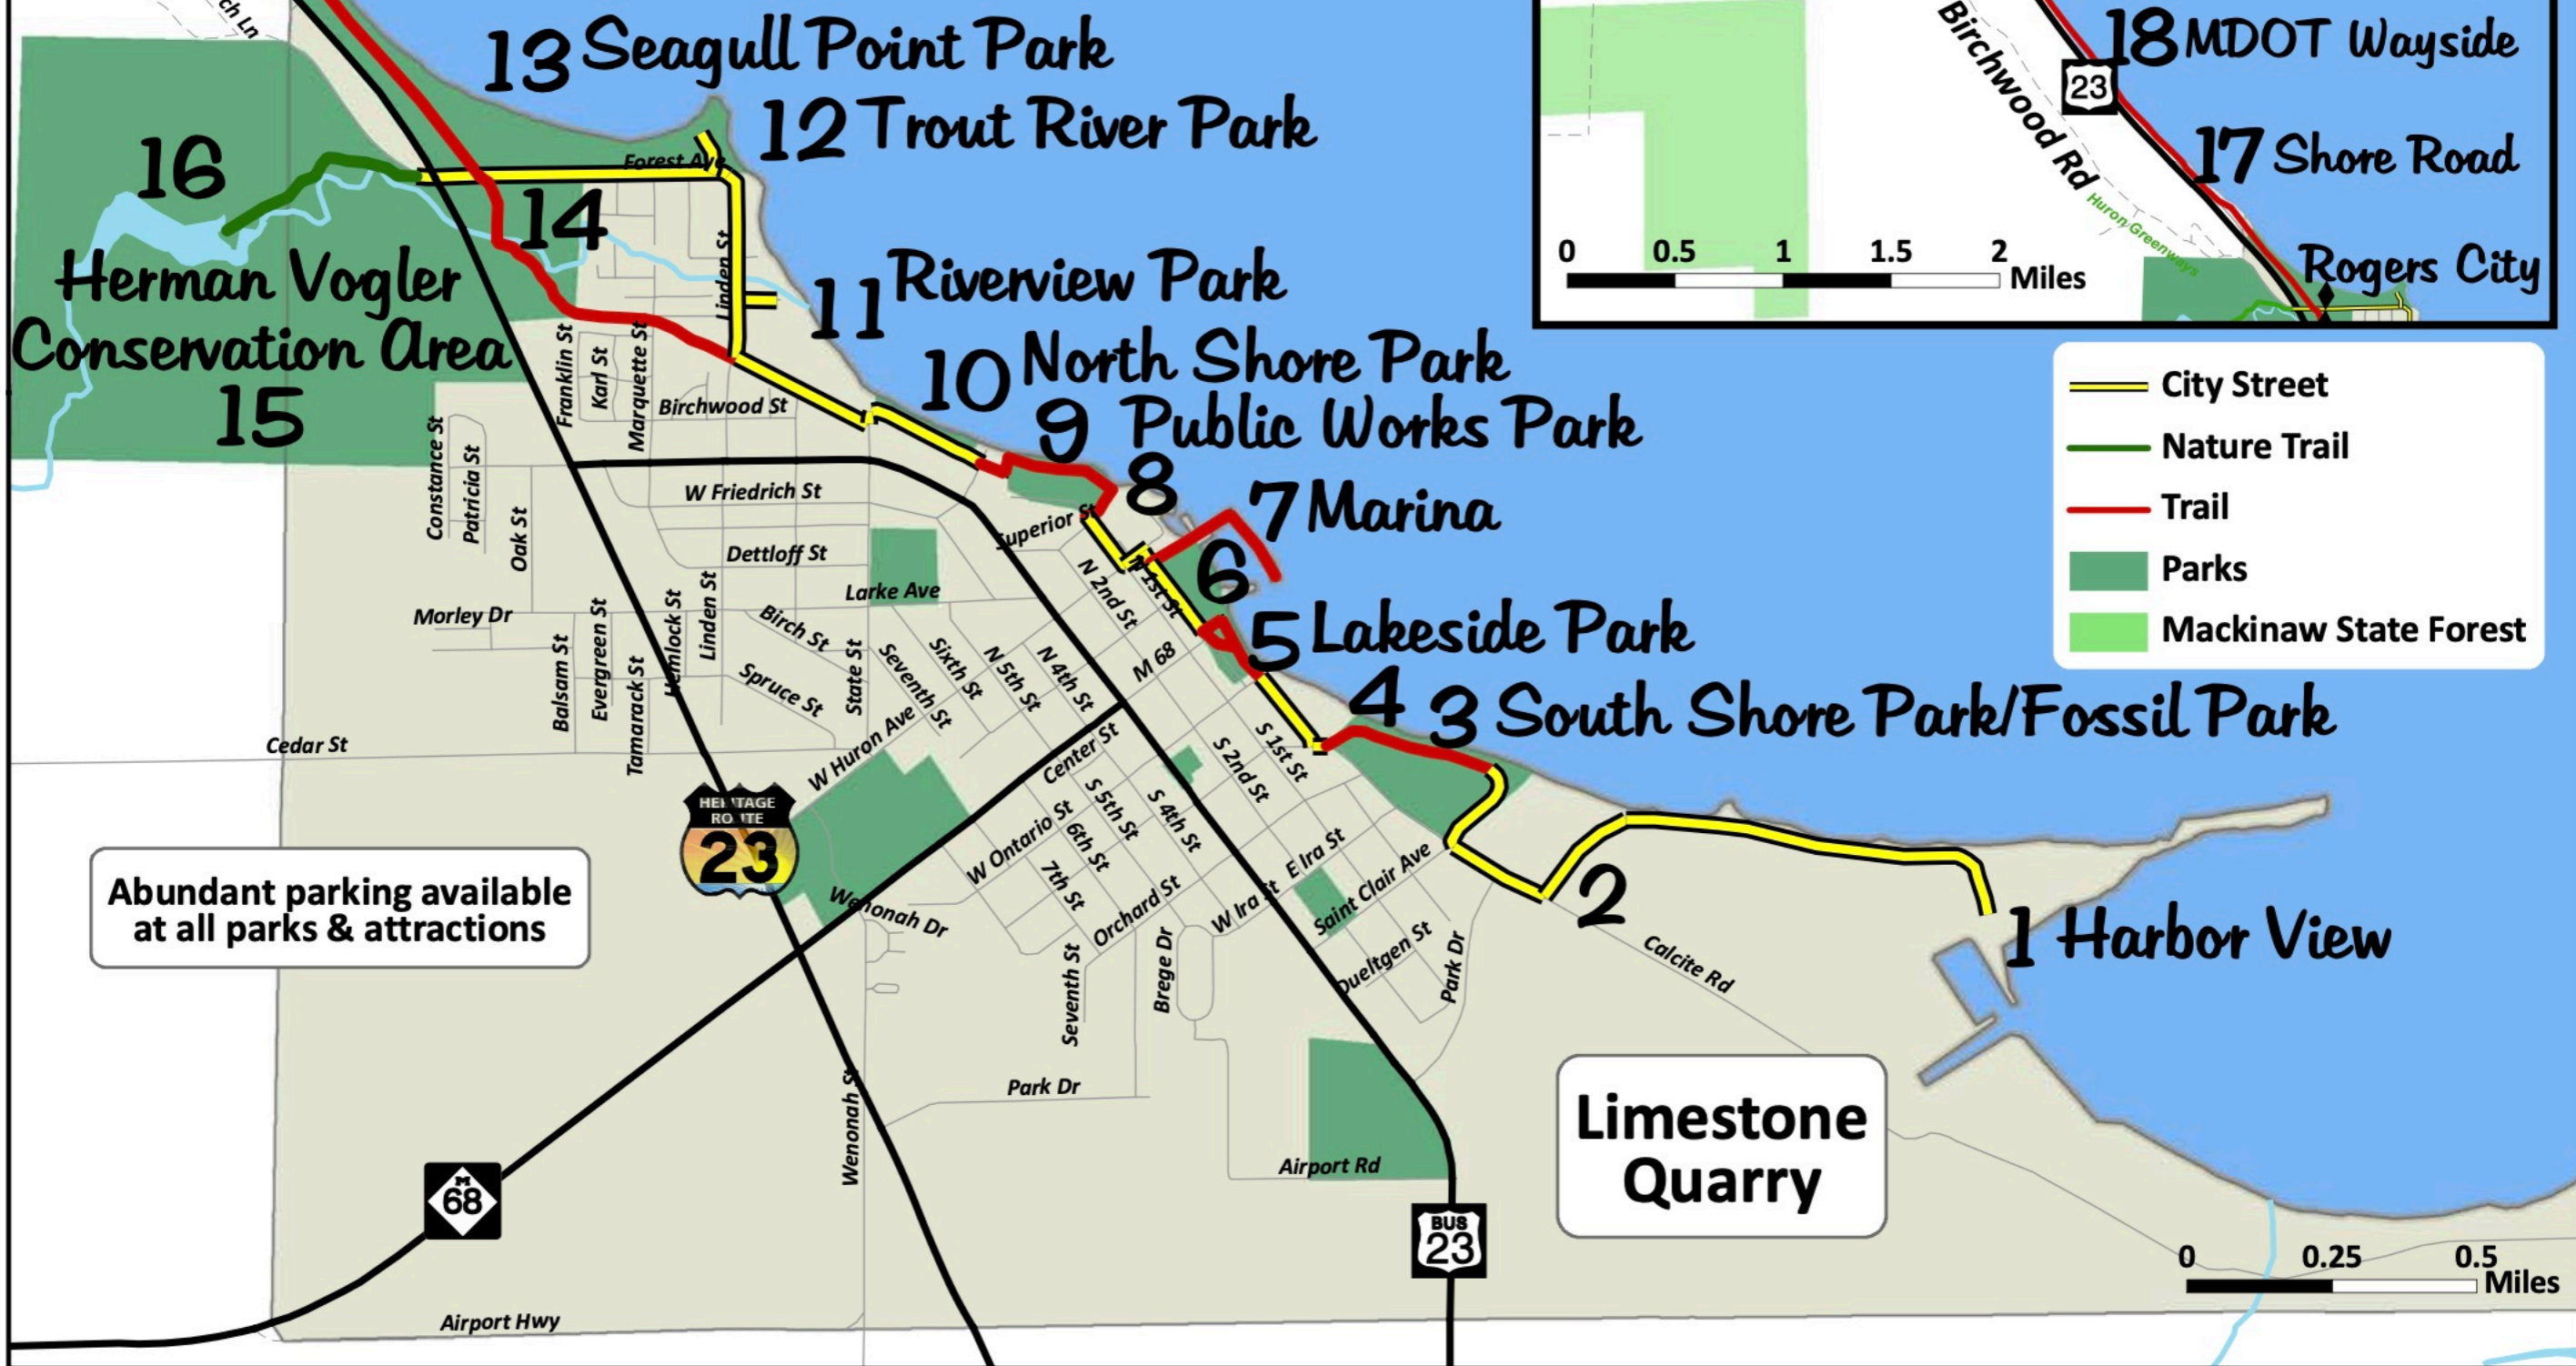 ch Ln
13 Seagull Point Park
12 Trout River Park
16
Forest Ave
14
Herman Vogler
Conservation Area
15
Linden St
11 Riverview Park
10 North Shore Park
9 Public Works Park
8
7 Marina
6
5 Lakeside Park
4
3 South Shore Park/Fossil Park
2
1 Harbor View
Franklin St
Karl St
Marquette St
Birchwood St
Constance St
Patricia St
Oak St
W Friedrich St
Superior St
Dettloff St
N 2nd St
N 1st St
Larke Ave
Morley Dr
Balsam St
Evergreen St
Tamarack St
Hemlock St
Linden St
Birch St
Spruce St
State St
Seventh St
Sixth St
N 5th St
N 4th St
M 68
W Huron Ave
Center St
Cedar St
S 1st St
S 2nd St
S 4th St
S 5th St
6th St
7th St
W Ontario St
Orchard St
W Ira St
E Ira St
Saint Clair Ave
Dueltgen St
Park Dr
Calcite Rd
Wenonah Dr
Seventh St
Brege Dr
Park Dr
Wenonah St
Airport Rd
Airport Hwy
HERITAGE
ROUTE
23
M
68
BUS
23
Abundant parking available
at all parks & attractions
Limestone
Quarry
0 0.25 0.5
Miles
Birchwood Rd
18 MDOT Wayside
23
17 Shore Road
Huron Greenways
Rogers City
0 0.5 1 1.5 2
Miles
City Street
Nature Trail
Trail
Parks
Mackinaw State Forest